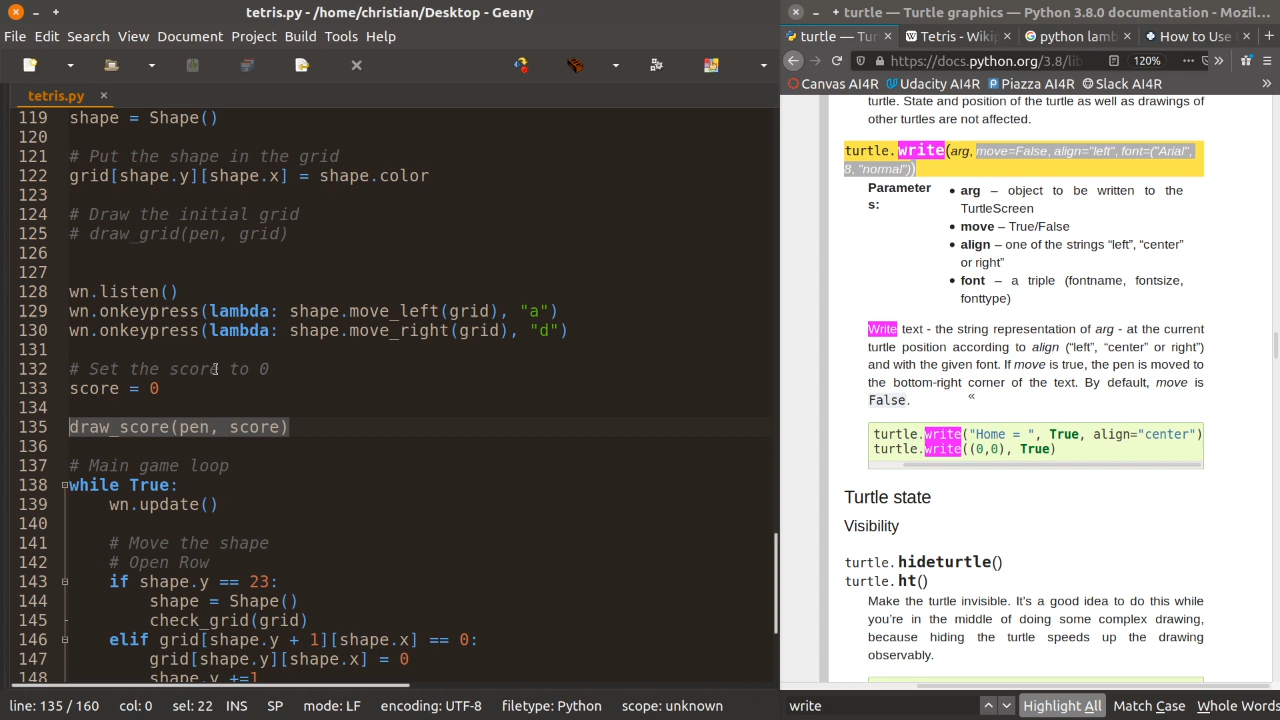 tetris.py - /home/christian/Desktop - Geany
File Edit Search View Document Project Build Tools Help
tetris.py ×
119 shape = Shape()
120
121 # Put the shape in the grid
122 grid[shape.y][shape.x] = shape.color
123
124 # Draw the initial grid
125 # draw_grid(pen, grid)
126
127
128 wn.listen()
129 wn.onkeypress(lambda: shape.move_left(grid), "a")
130 wn.onkeypress(lambda: shape.move_right(grid), "d")
131
132 # Set the score to 0
133 score = 0
134
135 draw_score(pen, score)
136
137 # Main game loop
138 while True:
139 wn.update()
140
141 # Move the shape
142 # Open Row
143 if shape.y == 23:
144 shape = Shape()
145 check_grid(grid)
146 elif grid[shape.y + 1][shape.x] == 0:
147 grid[shape.y][shape.x] = 0
148 shape.y +=1
line: 135 / 160 col: 0 sel: 22 INS SP mode: LF encoding: UTF-8 filetype: Python scope: unknown
turtle — Turtle graphics — Python 3.8.0 documentation - Mozil...
turtle — Tur × Tetris - Wikip × python lamb × How to Use ×
https://docs.python.org/3.8/lib 120%
Canvas AI4R Udacity AI4R Piazza AI4R Slack AI4R
turtle. State and position of the turtle as well as drawings of
other turtles are not affected.
turtle.write(arg, move=False, align="left", font=("Arial",
8, "normal"))
Parameter
s:
• arg – object to be written to the
TurtleScreen
• move – True/False
• align – one of the strings “left”, “center”
or right”
• font – a triple (fontname, fontsize,
fonttype)
Write text - the string representation of arg - at the current
turtle position according to align (“left”, “center” or right”)
and with the given font. If move is true, the pen is moved to
the bottom-right corner of the text. By default, move is
False.
«
turtle.write("Home = ", True, align="center")
turtle.write((0,0), True)
Turtle state
Visibility
turtle.hideturtle()
turtle.ht()
Make the turtle invisible. It’s a good idea to do this while
you’re in the middle of doing some complex drawing,
because hiding the turtle speeds up the drawing
observably.
write Highlight All Match Case Whole Words